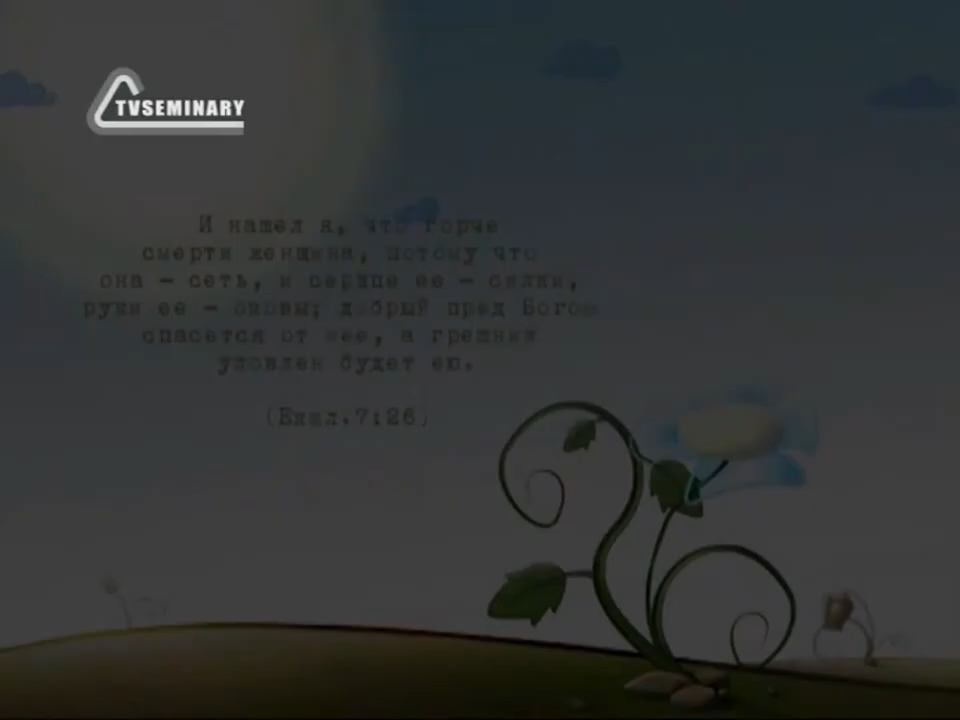 TVSEMINARY
И нашел я, что горче
смерти женщина, потому что
она – сеть, и сердце ее – силки,
руки ее – оковы; добрый пред Богом
спасется от нее, а грешник
уловлен будет ею.
(Еккл.7:26)